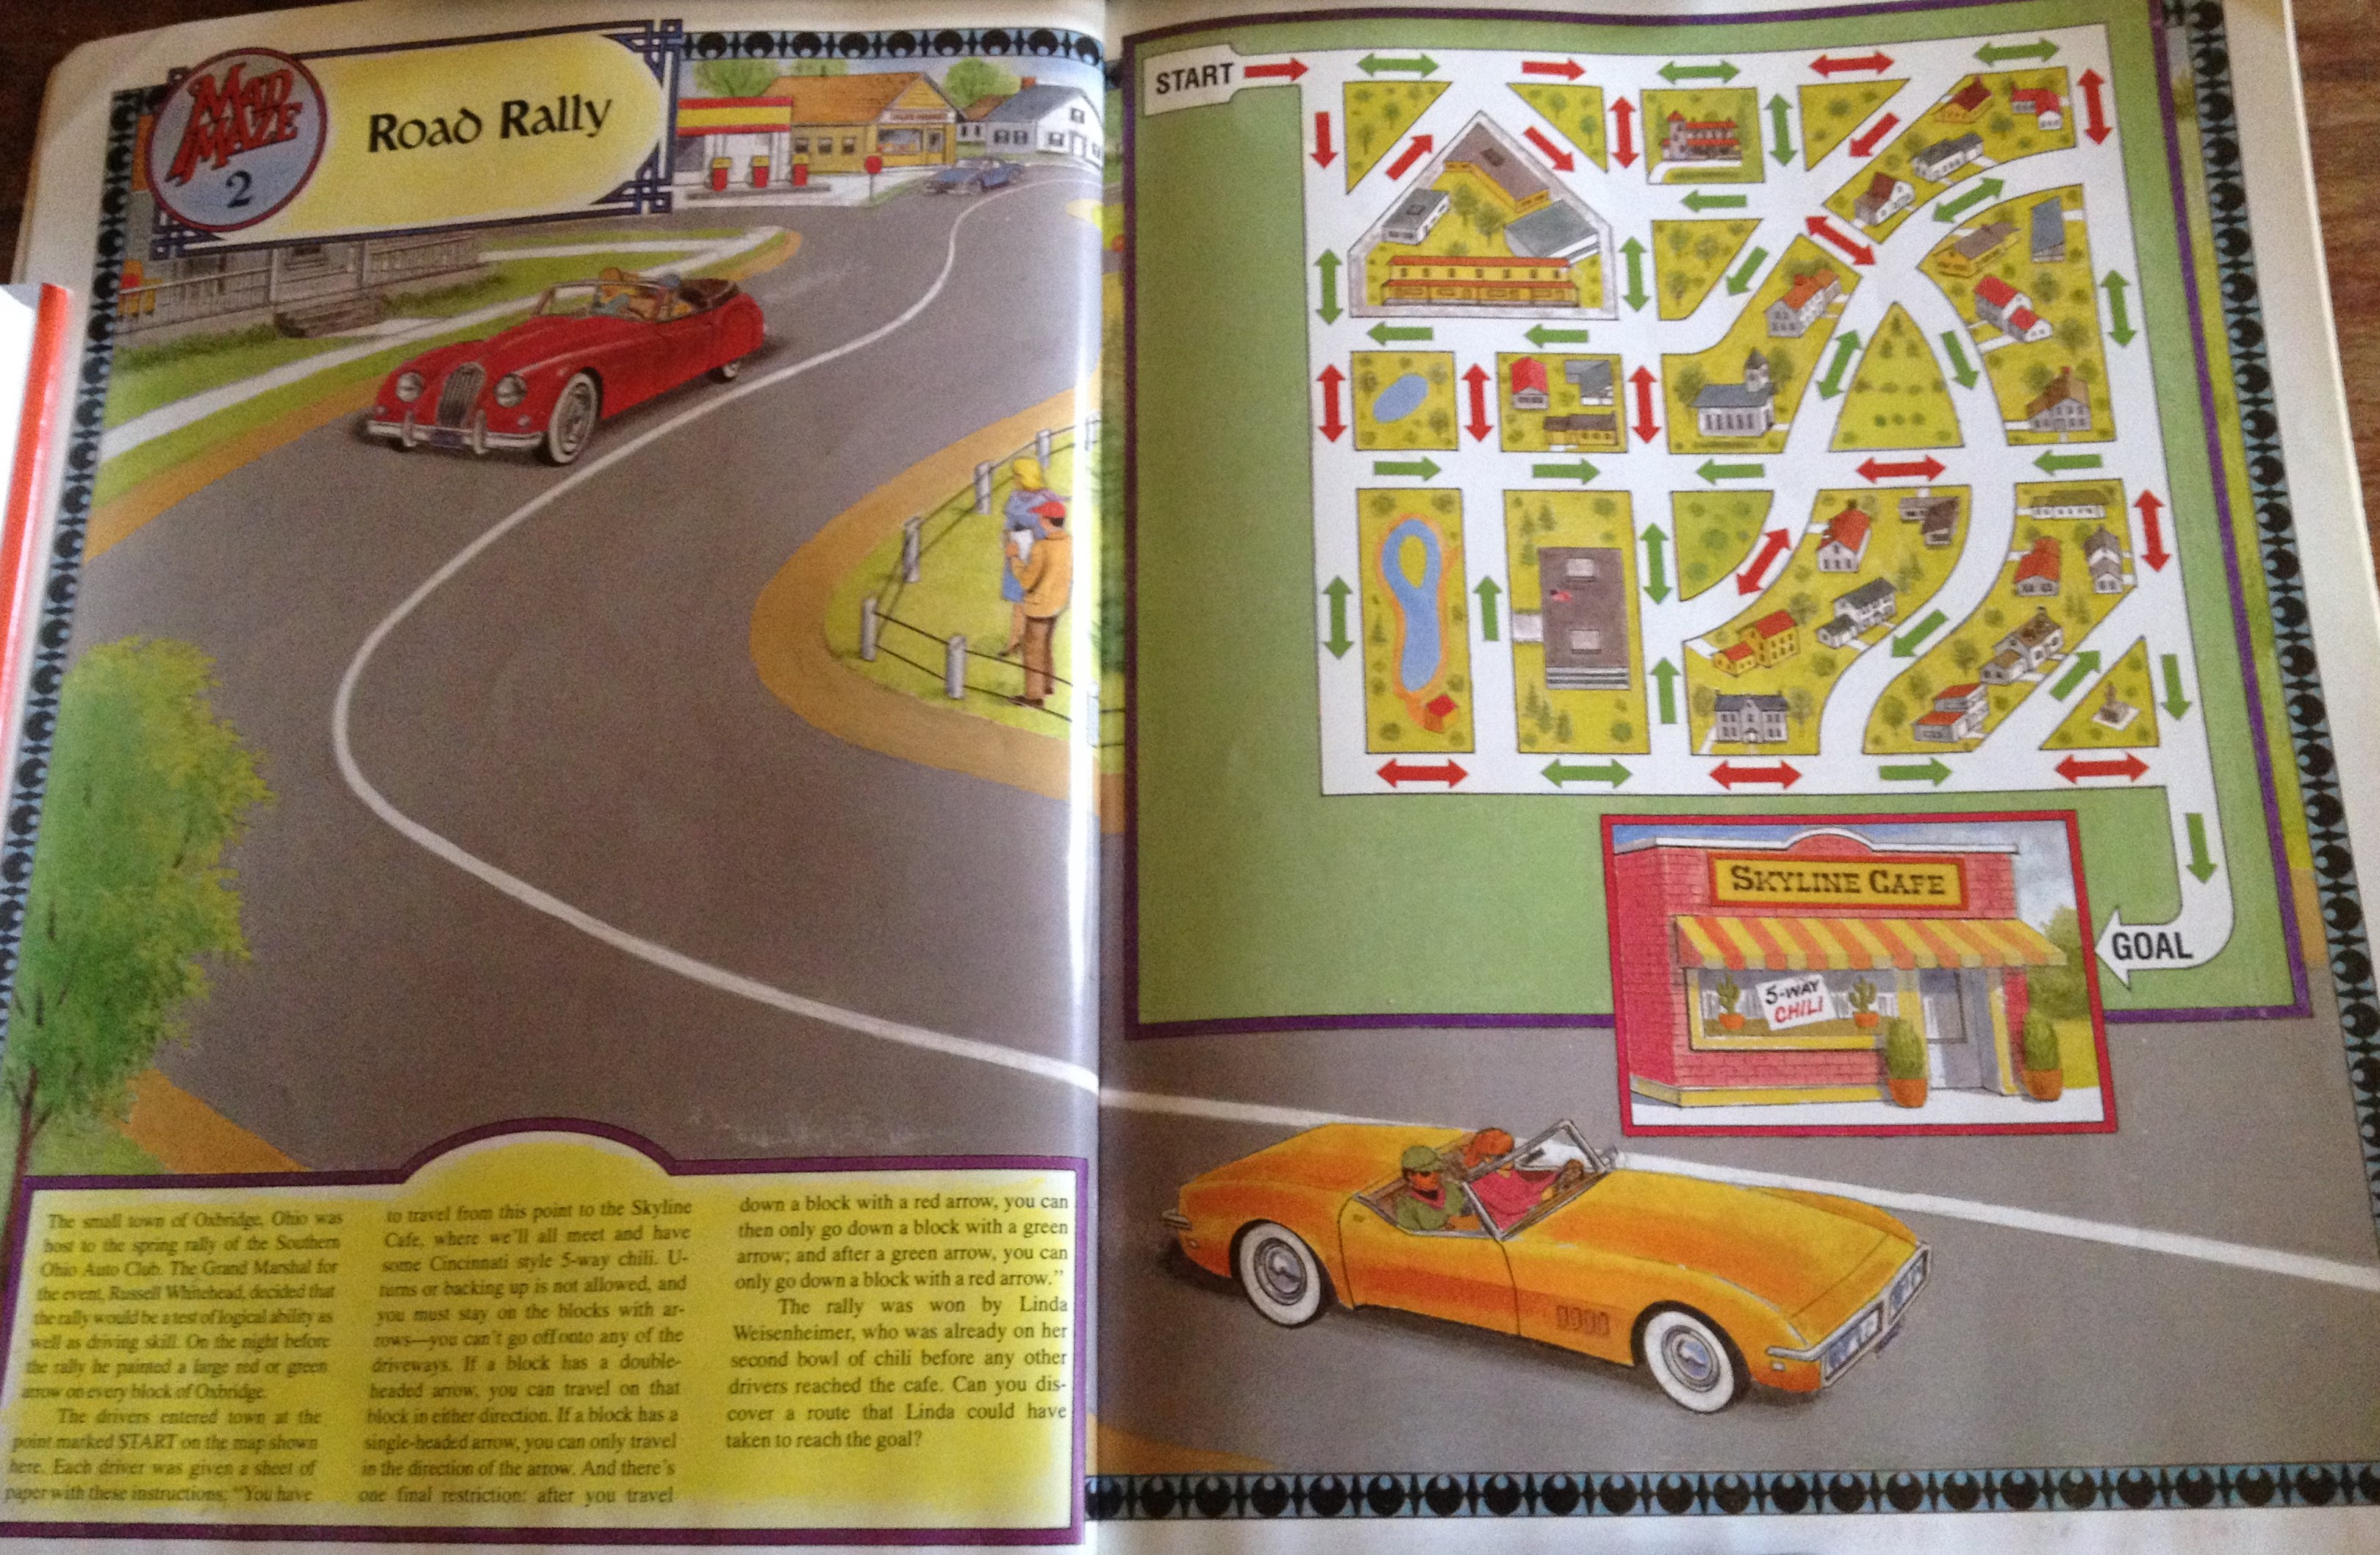 MAD
MAZE
2
Road Rally
START
SKYLINE CAFE
5-WAY
CHILI
GOAL
The small town of Oxbridge, Ohio was
host to the spring rally of the Southern
Ohio Auto Club. The Grand Marshal for
the event, Russell Whitehead, decided that
the rally would be a test of logical ability as
well as driving skill. On the night before
the rally he painted a large red or green
arrow on every block of Oxbridge.
The drivers entered town at the
point marked START on the map shown
here. Each driver was given a sheet of
paper with these instructions: "You have
to travel from this point to the Skyline
Cafe, where we'll all meet and have
some Cincinnati style 5-way chili. U-
turns or backing up is not allowed, and
you must stay on the blocks with ar-
rows—you can't go off onto any of the
driveways. If a block has a double-
headed arrow, you can travel on that
block in either direction. If a block has a
single-headed arrow, you can only travel
in the direction of the arrow. And there's
one final restriction: after you travel
down a block with a red arrow, you can
then only go down a block with a green
arrow; and after a green arrow, you can
only go down a block with a red arrow."
The rally was won by Linda
Weisenheimer, who was already on her
second bowl of chili before any other
drivers reached the cafe. Can you dis-
cover a route that Linda could have
taken to reach the goal?